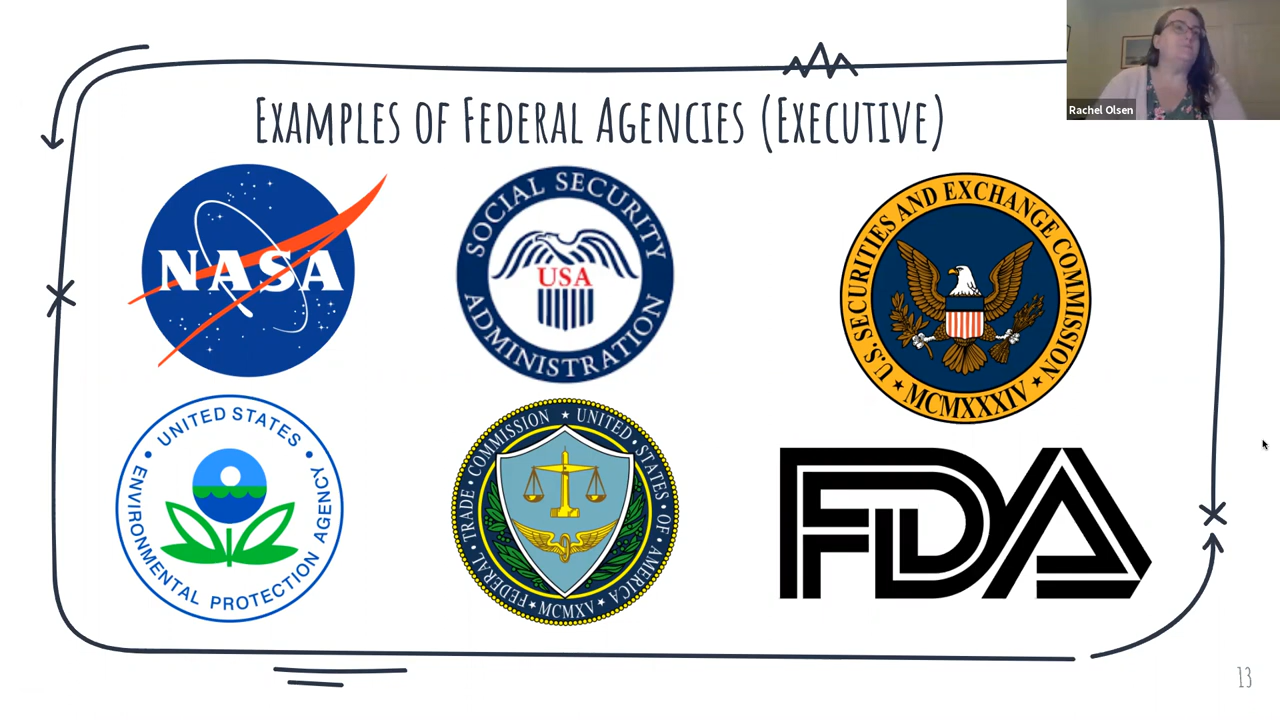 Rachel Olsen
EXAMPLES OF FEDERAL AGENCIES (EXECUTIVE)
NASA
SOCIAL SECURITY
USA
ADMINISTRATION
U.S. SECURITIES AND EXCHANGE COMMISSION
★ MCMXXXIV ★
UNITED STATES
• ENVIRONMENTAL PROTECTION AGENCY •
FEDERAL • TRADE • COMMISSION ★ UNITED • STATES • OF • AMERICA
★ MCMXV ★
FDA
13